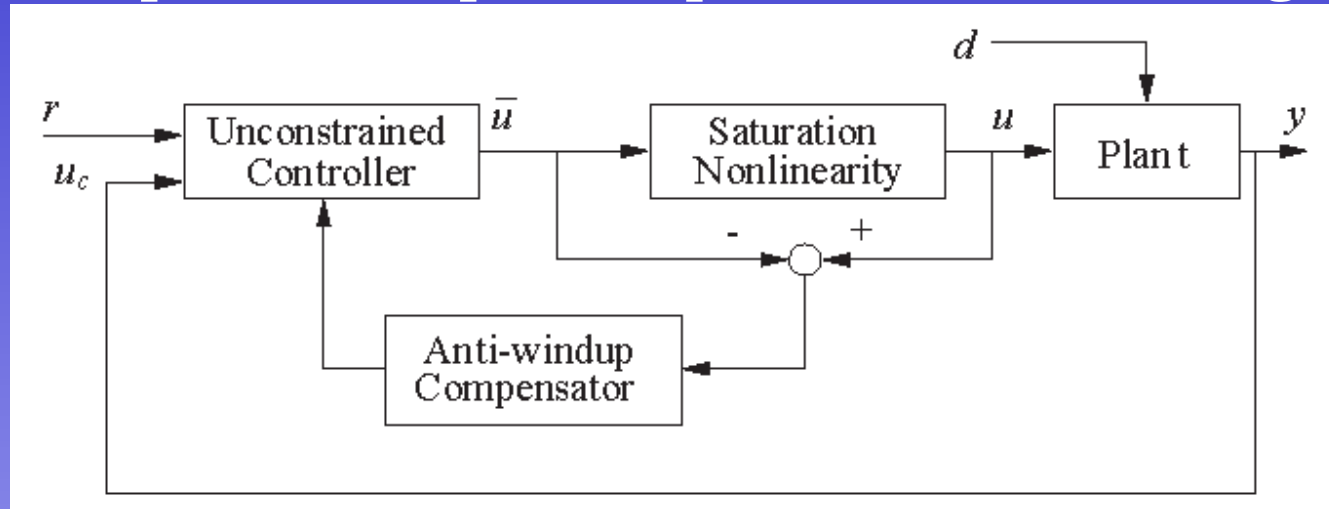 d
r
Unconstrained
Controller
u̅
Saturation
Nonlinearity
u
Plant
y
u_c
-
+
Anti-windup
Compensator